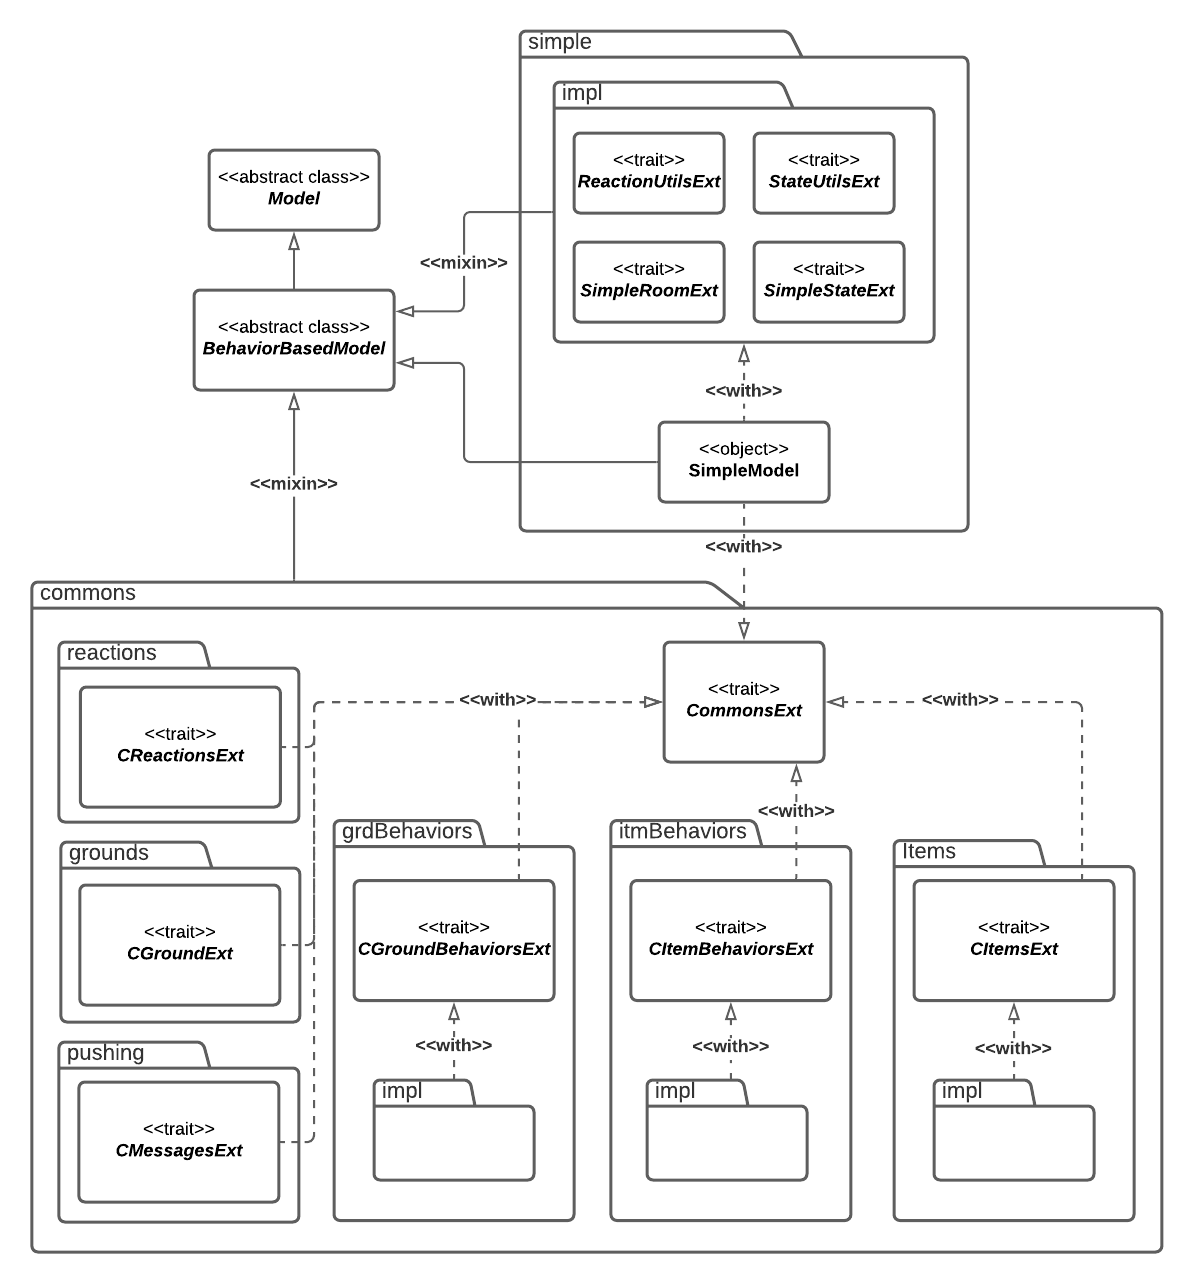 simple
impl
<<trait>>
ReactionUtilsExt
<<trait>>
StateUtilsExt
<<abstract class>>
Model
<<mixin>>
<<trait>>
SimpleRoomExt
<<trait>>
SimpleStateExt
<<abstract class>>
BehaviorBasedModel
<<with>>
<<object>>
SimpleModel
<<mixin>>
<<with>>
commons
reactions
<<trait>>
CReactionsExt
<<with>>
<<trait>>
CommonsExt
<<with>>
<<with>>
grounds
<<trait>>
CGroundExt
grdBehaviors
<<trait>>
CGroundBehaviorsExt
<<with>>
impl
itmBehaviors
<<trait>>
CItemBehaviorsExt
<<with>>
impl
Items
<<trait>>
CItemsExt
<<with>>
impl
pushing
<<trait>>
CMessagesExt